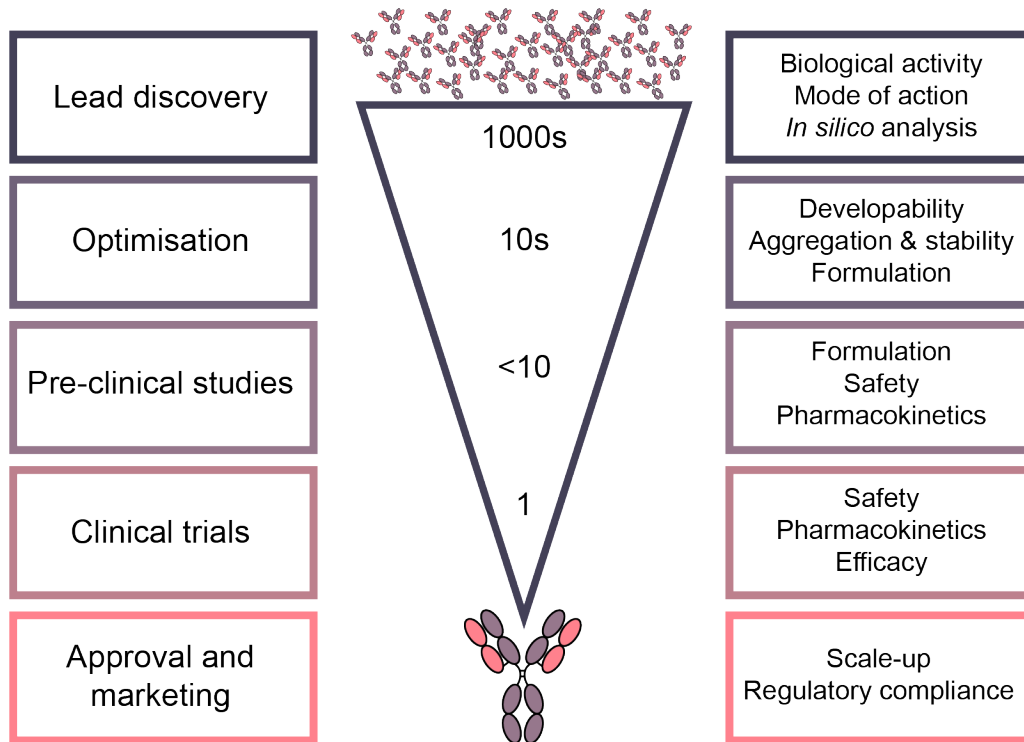 Lead discovery
1000s
Biological activity
Mode of action
In silico analysis
Optimisation
10s
Developability
Aggregation & stability
Formulation
Pre-clinical studies
<10
Formulation
Safety
Pharmacokinetics
Clinical trials
1
Safety
Pharmacokinetics
Efficacy
Approval and
marketing
Scale-up
Regulatory compliance